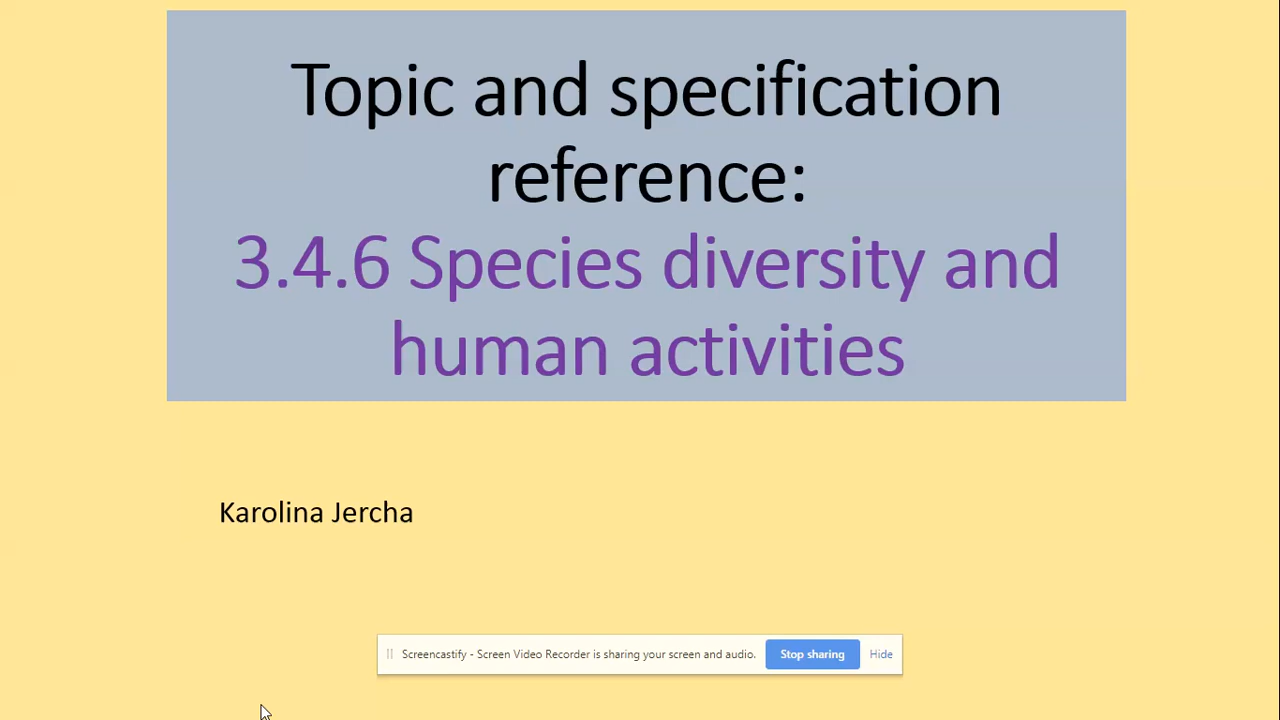 Topic and specification
reference:
3.4.6 Species diversity and
human activities
Karolina Jercha
Screencastify - Screen Video Recorder is sharing your screen and audio. Stop sharing Hide